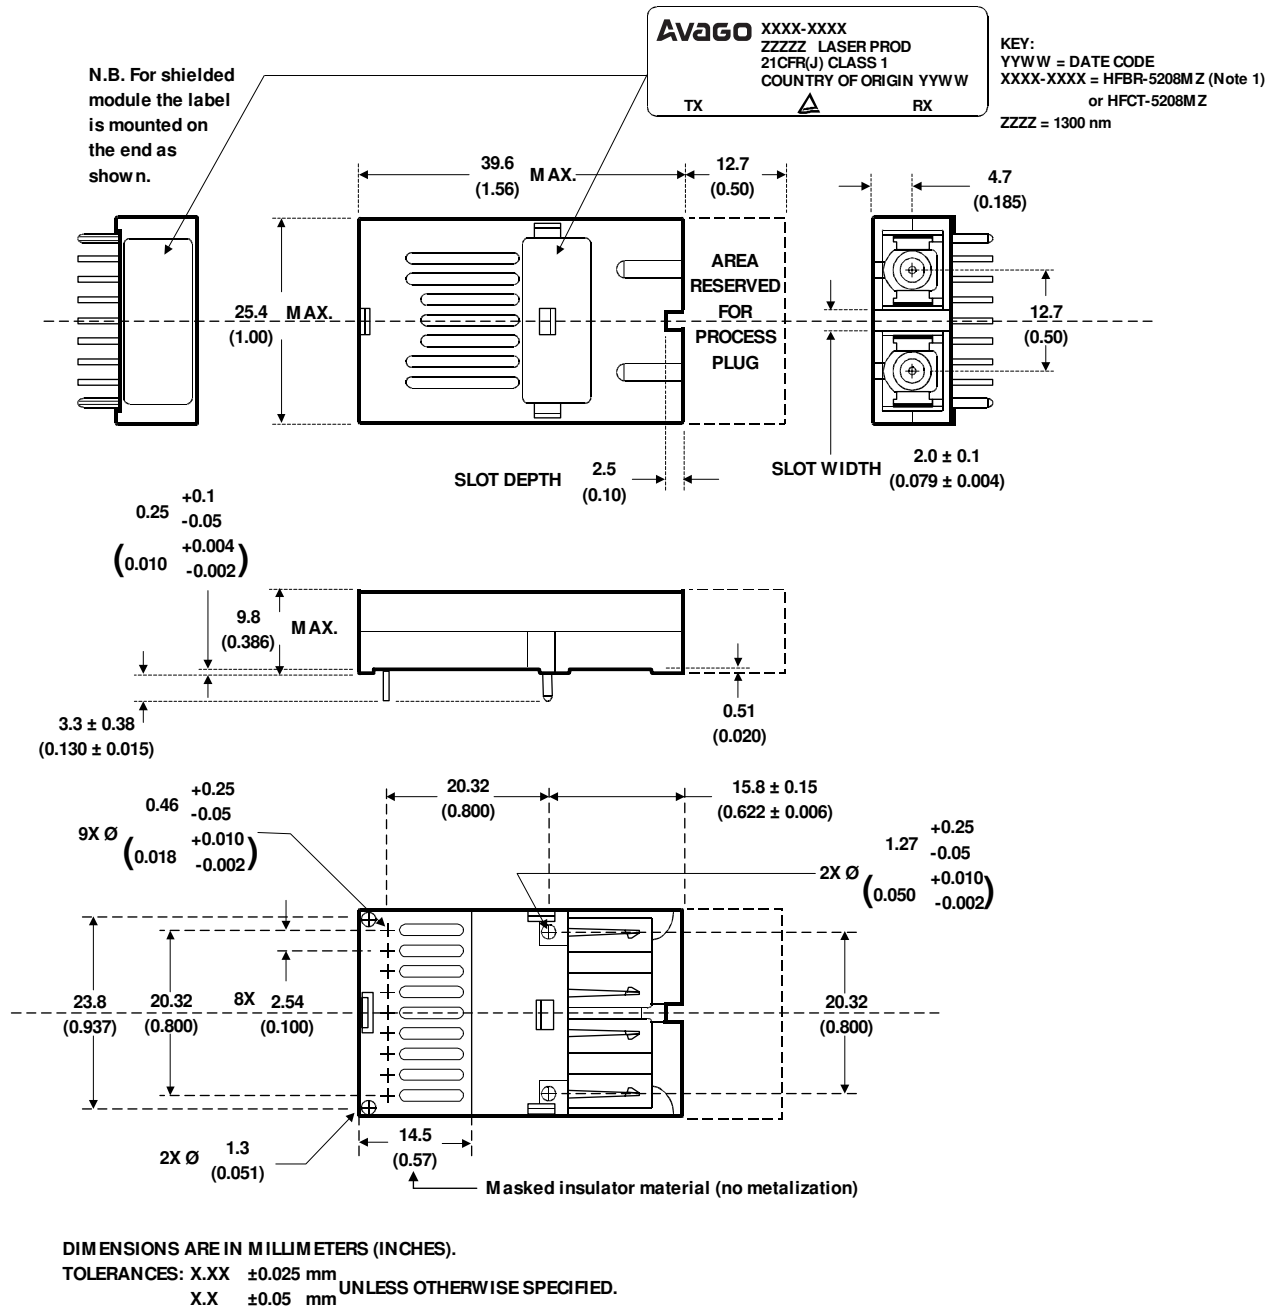 AVAGO XXXX-XXXX
ZZZZZ LASER PROD
21CFR(J) CLASS 1
COUNTRY OF ORIGIN YYWW
TX RX
KEY:
YYWW = DATE CODE
XXXX-XXXX = HFBR-5208MZ (Note 1)
or HFCT-5208MZ
ZZZZ = 1300 nm
N.B. For shielded
module the label
is mounted on
the end as
shown.
39.6
(1.56)
MAX.
12.7
(0.50)
4.7
(0.185)
25.4
(1.00)
MAX.
AREA
RESERVED
FOR
PROCESS
PLUG
12.7
(0.50)
SLOT DEPTH
2.5
(0.10)
SLOT WIDTH
2.0 ± 0.1
(0.079 ± 0.004)
0.25
+0.1
-0.05
(0.010
+0.004
-0.002)
9.8
(0.386)
MAX.
3.3 ± 0.38
(0.130 ± 0.015)
0.51
(0.020)
20.32
(0.800)
15.8 ± 0.15
(0.622 ± 0.006)
9X Ø
0.46
+0.25
-0.05
(0.018
+0.010
-0.002)
2X Ø
1.27
+0.25
-0.05
(0.050
+0.010
-0.002)
23.8
(0.937)
20.32
(0.800)
8X
2.54
(0.100)
20.32
(0.800)
2X Ø
1.3
(0.051)
14.5
(0.57)
Masked insulator material (no metalization)
DIMENSIONS ARE IN MILLIMETERS (INCHES).
TOLERANCES: X.XX ±0.025 mm
X.X ±0.05 mm
UNLESS OTHERWISE SPECIFIED.